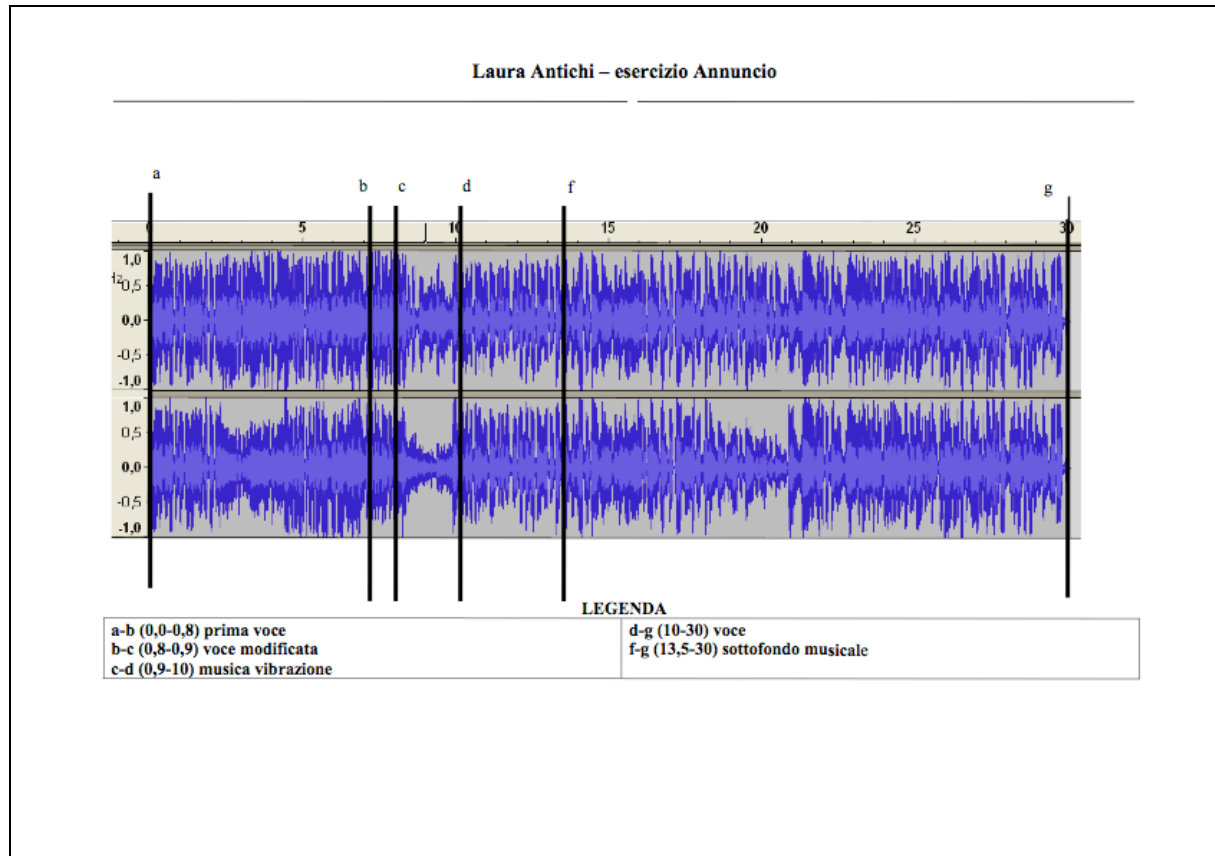 Laura Antichi – esercizio Annuncio
a b c d f g
5 10 15 20 25 30
1,0
0,5
0,0
-0,5
-1,0
1,0
0,5
0,0
-0,5
-1,0
LEGENDA
a-b (0,0-0,8) prima voce
b-c (0,8-0,9) voce modificata
c-d (0,9-10) musica vibrazione
d-g (10-30) voce
f-g (13,5-30) sottofondo musicale